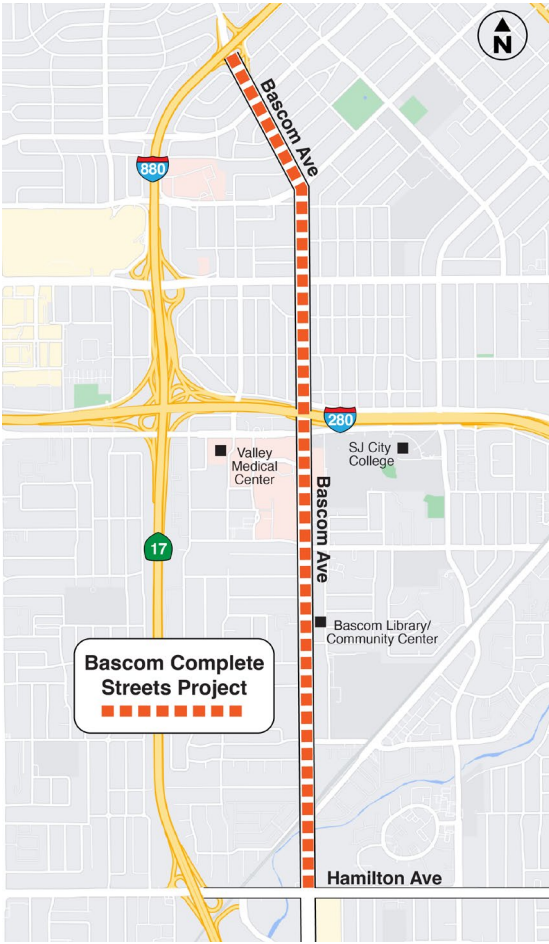 N
Bascom Ave
880
280
Valley
Medical
Center
SJ City
College
Bascom Ave
17
Bascom Library/
Community Center
Bascom Complete
Streets Project
Hamilton Ave